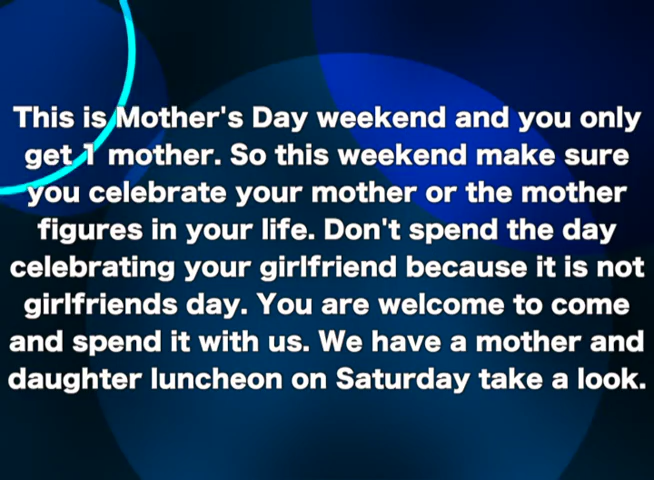 This is Mother's Day weekend and you only
get 1 mother. So this weekend make sure
you celebrate your mother or the mother
figures in your life. Don't spend the day
celebrating your girlfriend because it is not
girlfriends day. You are welcome to come
and spend it with us. We have a mother and
daughter luncheon on Saturday take a look.